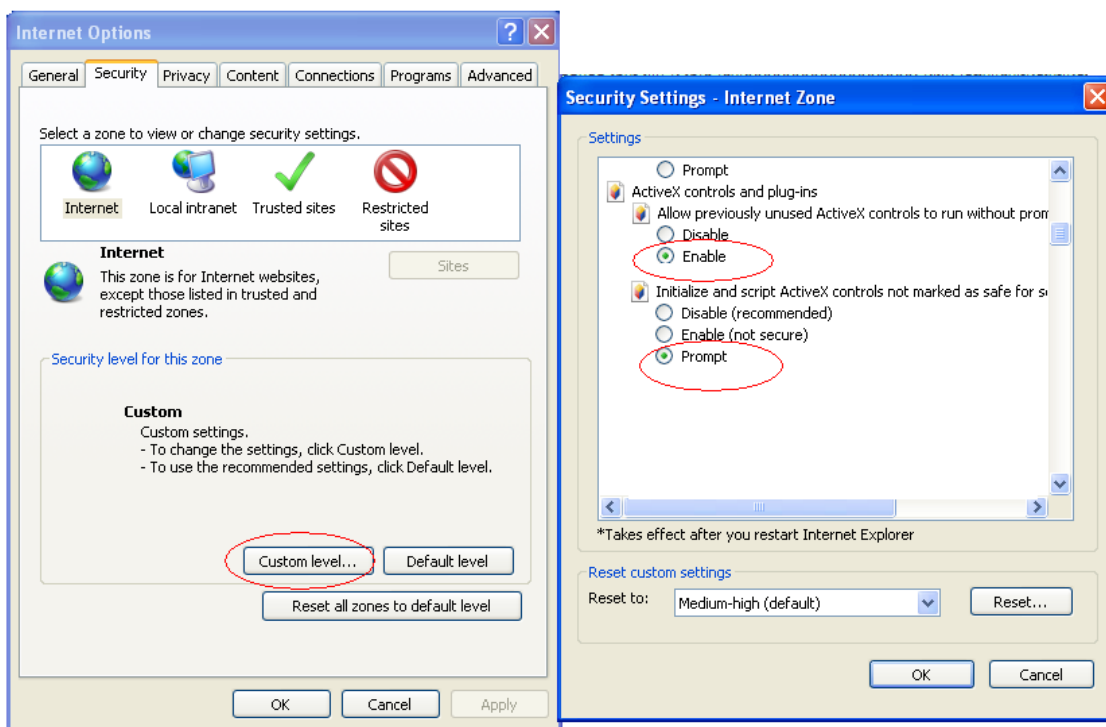 Internet Options
General Security Privacy Content Connections Programs Advanced
Select a zone to view or change security settings.
Internet Local intranet Trusted sites Restricted sites
Internet
This zone is for Internet websites,
except those listed in trusted and
restricted zones.
Sites
Security level for this zone
Custom
Custom settings.
- To change the settings, click Custom level.
- To use the recommended settings, click Default level.
Custom level... Default level
Reset all zones to default level
OK Cancel Apply
Security Settings - Internet Zone
Settings
Prompt
ActiveX controls and plug-ins
Allow previously unused ActiveX controls to run without
Disable
Enable
Initialize and script ActiveX controls not marked as safe for
Disable (recommended)
Enable (not secure)
Prompt
*Takes effect after you restart Internet Explorer
Reset custom settings
Reset to: Medium-high (default) Reset...
OK Cancel